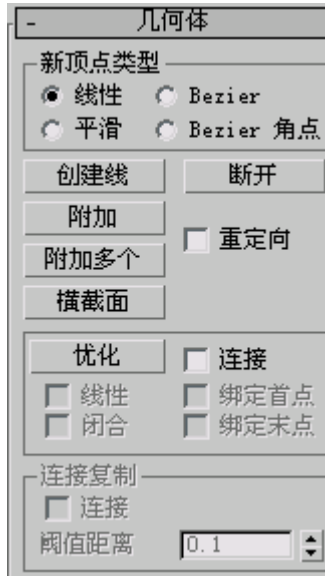 - 几何体
新顶点类型
线性 Bezier
平滑 Bezier 角点
创建线 断开
附加
重定向
附加多个
横截面
优化 连接
线性 绑定首点
闭合 绑定末点
连接复制
连接
阈值距离 0.1